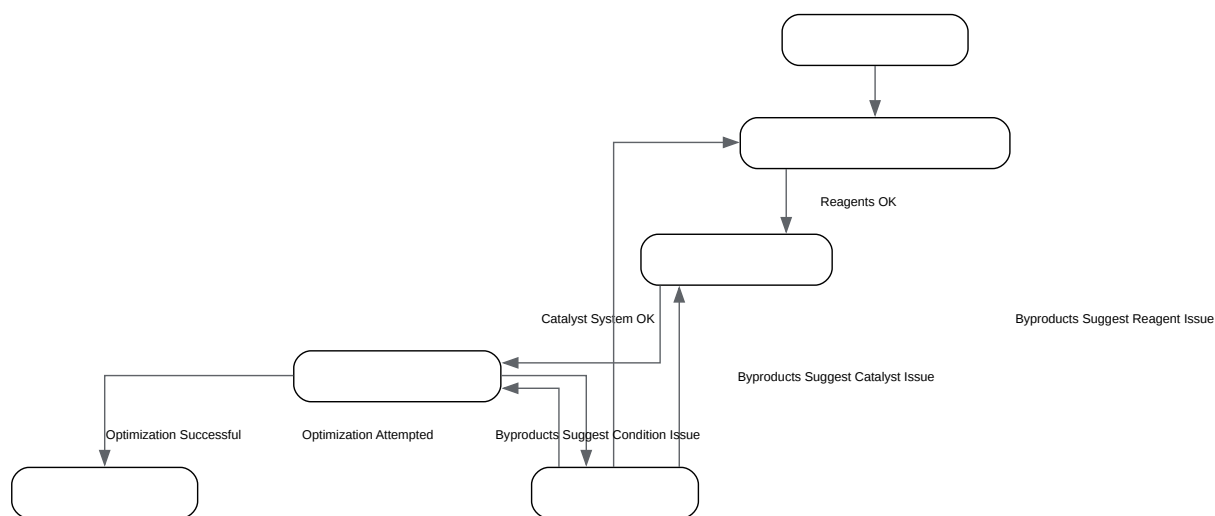 Reagents OK
Catalyst System OK
Byproducts Suggest Reagent Issue
Byproducts Suggest Catalyst Issue
Optimization Successful
Optimization Attempted
Byproducts Suggest Condition Issue